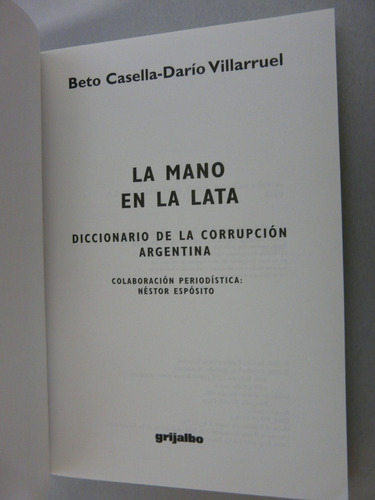 Beto Casella-Darío Villarruel
LA MANO
EN LA LATA
DICCIONARIO DE LA CORRUPCIÓN
ARGENTINA
COLABORACIÓN PERIODÍSTICA:
NÉSTOR ESPÓSITO
grijalbo